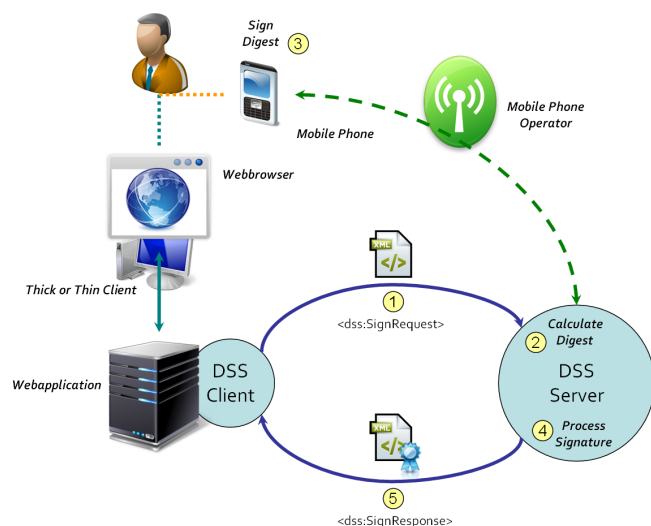 Sign
Digest
3
Mobile Phone
Mobile Phone
Operator
Webbrowser
Thick or Thin Client
XML
</>
1
<dss:SignRequest>
Calculate
2
Digest
Webapplication
DSS
Client
DSS
Server
4
Process
Signature
XML
</>
5
<dss:SignResponse>